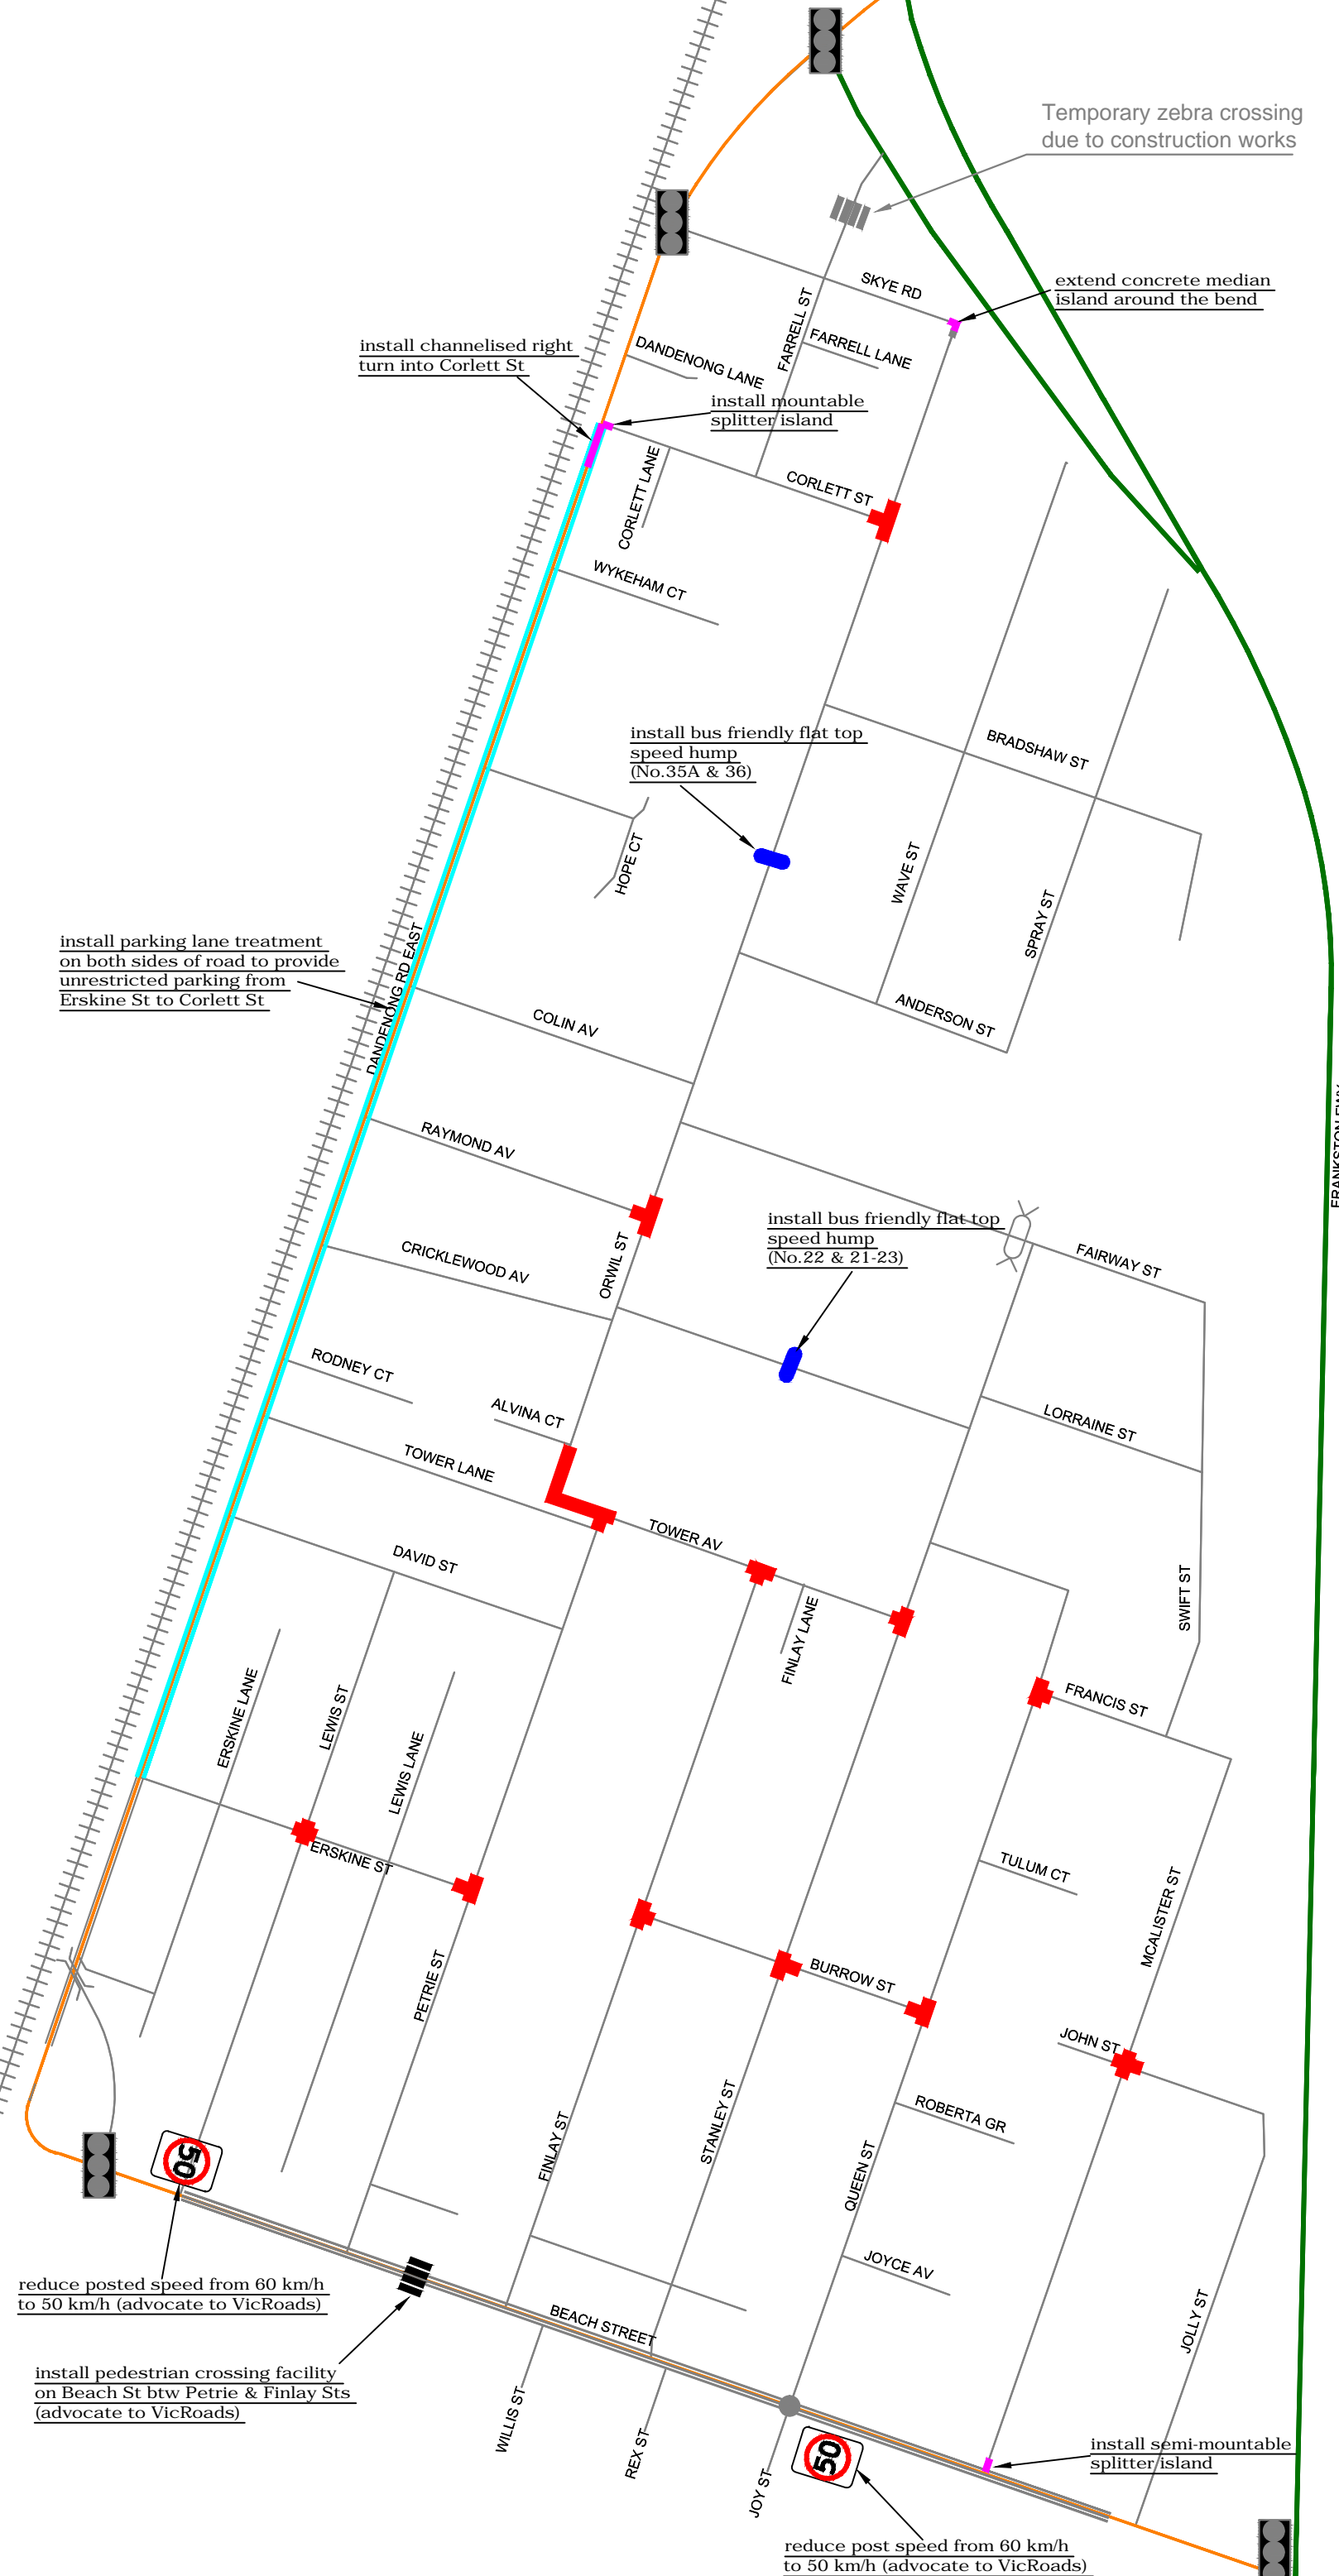 Temporary zebra crossing
due to construction works
SKYE RD
extend concrete median
island around the bend
FARRELL ST
FARRELL LANE
install channelised right
turn into Corlett St
DANDENONG LANE
install mountable
splitter island
CORLETT LANE
CORLETT ST
WYKEHAM CT
install bus friendly flat top
speed hump
(No.35A & 36)
BRADSHAW ST
HOPE CT
WAVE ST
SPRAY ST
install parking lane treatment
on both sides of road to provide
unrestricted parking from
Erskine St to Corlett St
DANDENONG RD EAST
COLIN AV
ANDERSON ST
RAYMOND AV
FRANKSTON FWY
install bus friendly flat top
speed hump
(No.22 & 21-23)
CRICKLEWOOD AV
ORWIL ST
FAIRWAY ST
RODNEY CT
ALVINA CT
LORRAINE ST
TOWER LANE
TOWER AV
DAVID ST
SWIFT ST
FINLAY LANE
ERSKINE LANE
LEWIS ST
LEWIS LANE
FRANCIS ST
ERSKINE ST
TULUM CT
MCALISTER ST
PETRIE ST
BURROW ST
JOHN ST
FINLAY ST
STANLEY ST
ROBERTA GR
QUEEN ST
50
JOYCE AV
JOLLY ST
reduce posted speed from 60 km/h
to 50 km/h (advocate to VicRoads)
BEACH STREET
install pedestrian crossing facility
on Beach St btw Petrie & Finlay Sts
(advocate to VicRoads)
WILLIS ST
REX ST
JOY ST
50
install semi-mountable
splitter island
reduce post speed from 60 km/h
to 50 km/h (advocate to VicRoads)